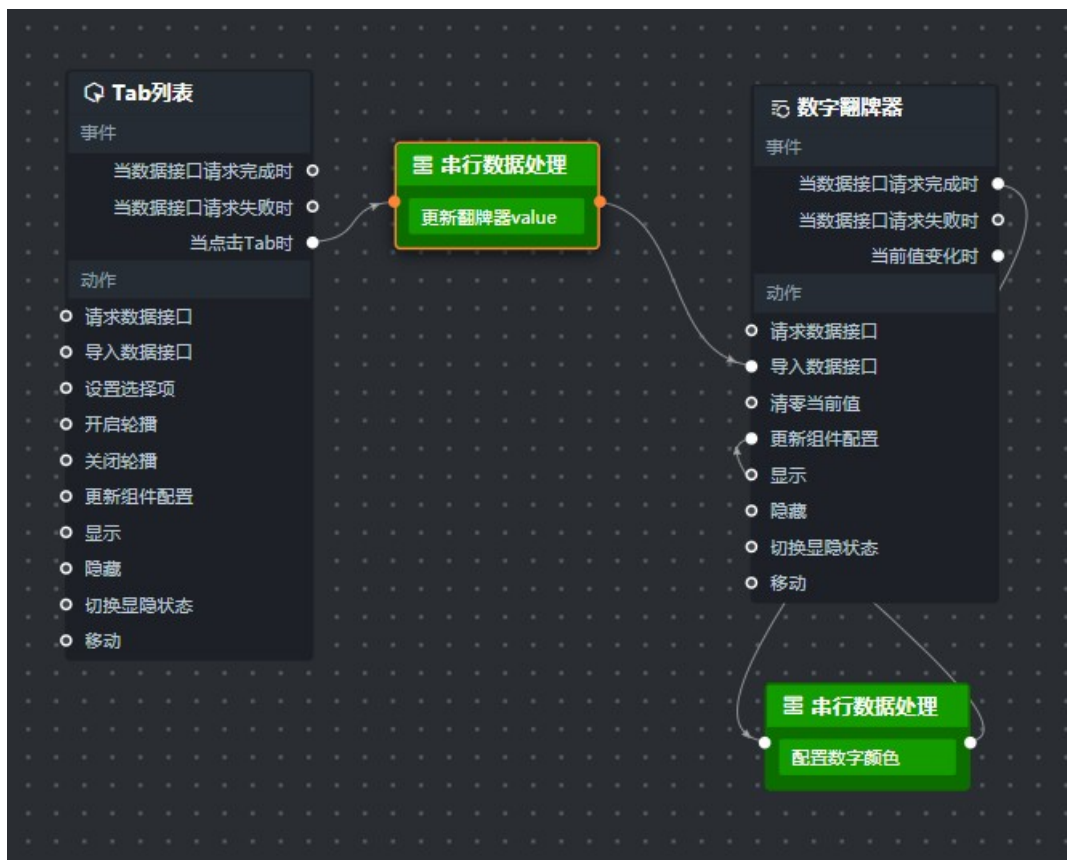 Tab列表
事件
当数据接口请求完成时
当数据接口请求失败时
当点击Tab时
动作
请求数据接口
导入数据接口
设置选择项
开启轮播
关闭轮播
更新组件配置
显示
隐藏
切换显隐状态
移动
串行数据处理
更新翻牌器value
数字翻牌器
事件
当数据接口请求完成时
当数据接口请求失败时
当前值变化时
动作
请求数据接口
导入数据接口
清零当前值
更新组件配置
显示
隐藏
切换显隐状态
移动
串行数据处理
配置数字颜色